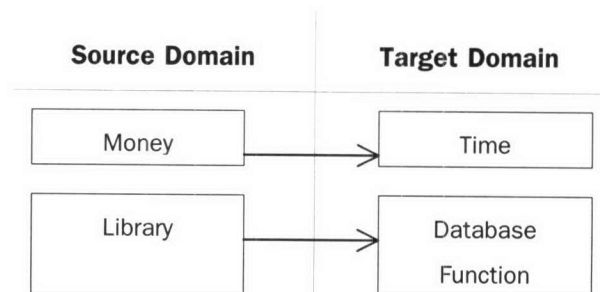 Source Domain Target Domain
Money Time
Library Database
Function